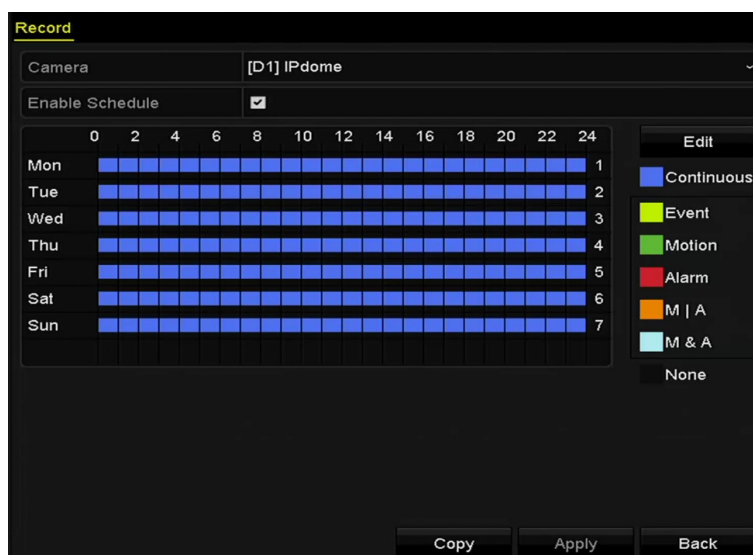 Record
Camera [D1] IPdome
Enable Schedule
0 2 4 6 8 10 12 14 16 18 20 22 24
Edit
Mon 1
Continuous
Tue 2
Event
Wed 3
Motion
Thu 4
Alarm
Fri 5
M | A
Sat 6
M & A
Sun 7
None
Copy Apply Back